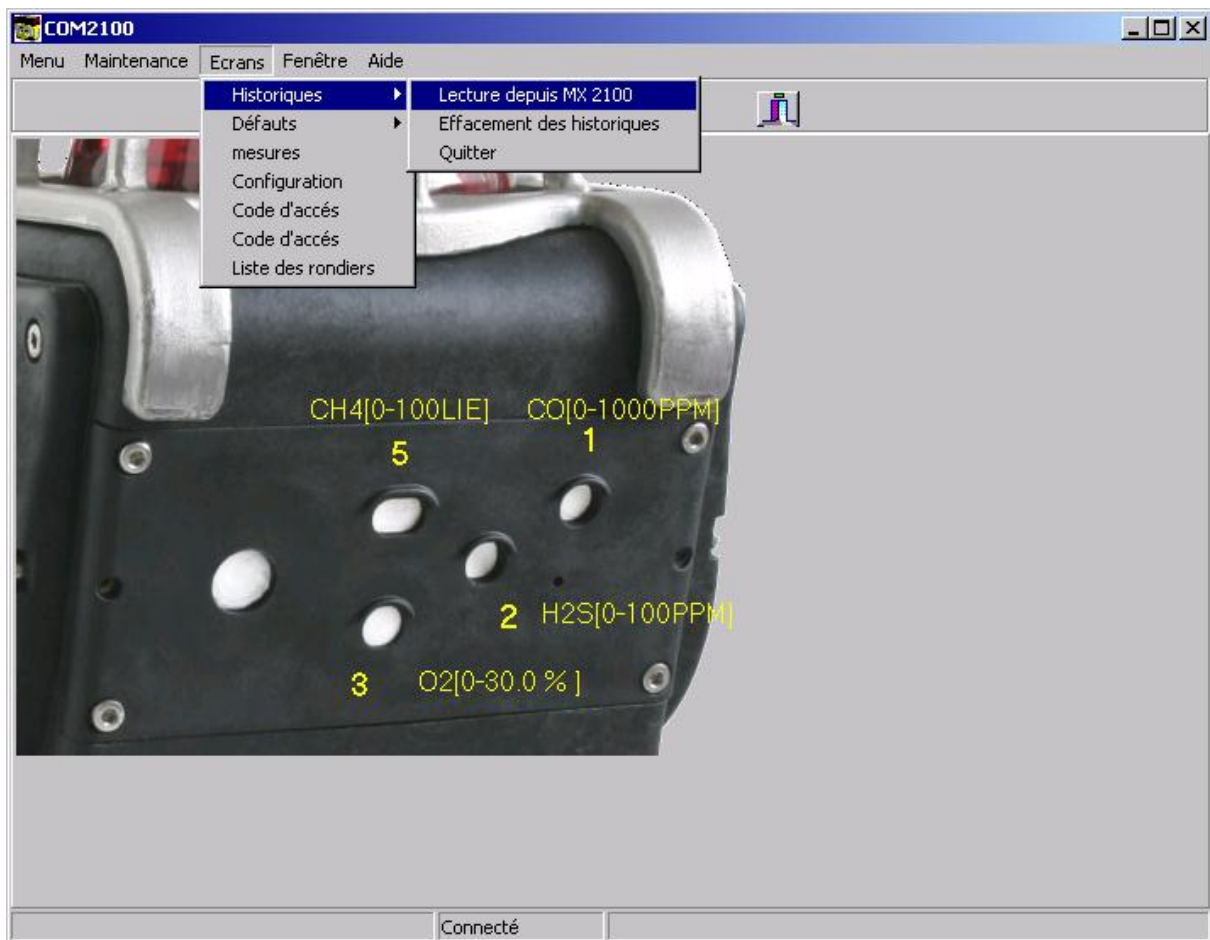 COM2100
Menu Maintenance Ecrans Fenêtre Aide
Historiques
Défauts
mesures
Configuration
Code d'accés
Code d'accés
Liste des rondiers
Lecture depuis MX 2100
Effacement des historiques
Quitter
CH4[0-100LIE] CO[0-1000PPM]
5 1
2 H2S[0-100PPM]
3 O2[0-30.0 % ]
Connecté